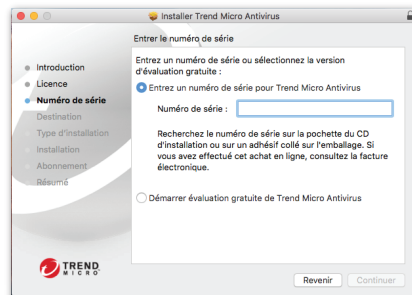 Installer Trend Micro Antivirus
Entrer le numéro de série
Introduction
Licence
Numéro de série
Destination
Type d'installation
Installation
Abonnement
Résumé
Entrez un numéro de série ou sélectionnez la version
d'évaluation gratuite :
Entrez un numéro de série pour Trend Micro Antivirus
Numéro de série :
Recherchez le numéro de série sur la pochette du CD
d'installation ou sur un adhésif collé sur l'emballage. Si
vous avez effectué cet achat en ligne, consultez la facture
électronique.
Démarrer évaluation gratuite de Trend Micro Antivirus
TREND
MICRO
Revenir
Continuer